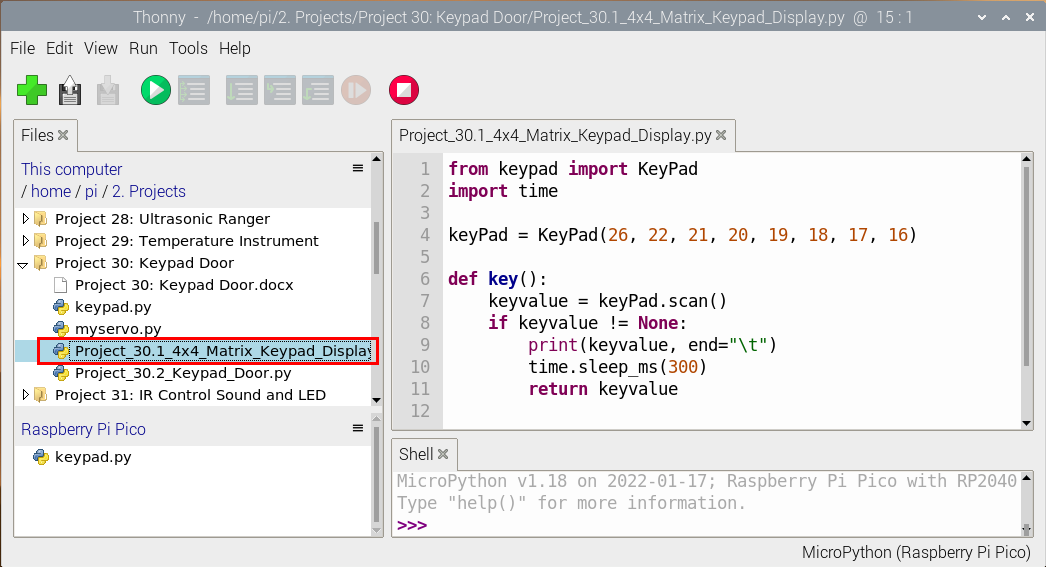 Thonny - /home/pi/2. Projects/Project 30: Keypad Door/Project_30.1_4x4_Matrix_Keypad_Display.py @ 15 : 1
File Edit View Run Tools Help
Files
This computer
/ home / pi / 2. Projects
Project 28: Ultrasonic Ranger
Project 29: Temperature Instrument
Project 30: Keypad Door
Project 30: Keypad Door.docx
keypad.py
myservo.py
Project_30.1_4x4_Matrix_Keypad_Display
Project_30.2_Keypad_Door.py
Project 31: IR Control Sound and LED
Raspberry Pi Pico
keypad.py
Project_30.1_4x4_Matrix_Keypad_Display.py
1 from keypad import KeyPad
2 import time
3
4 keyPad = KeyPad(26, 22, 21, 20, 19, 18, 17, 16)
5
6 def key():
7 keyvalue = keyPad.scan()
8 if keyvalue != None:
9 print(keyvalue, end="\t")
10 time.sleep_ms(300)
11 return keyvalue
12
Shell
MicroPython v1.18 on 2022-01-17; Raspberry Pi Pico with RP2040
Type "help()" for more information.
>>>
MicroPython (Raspberry Pi Pico)